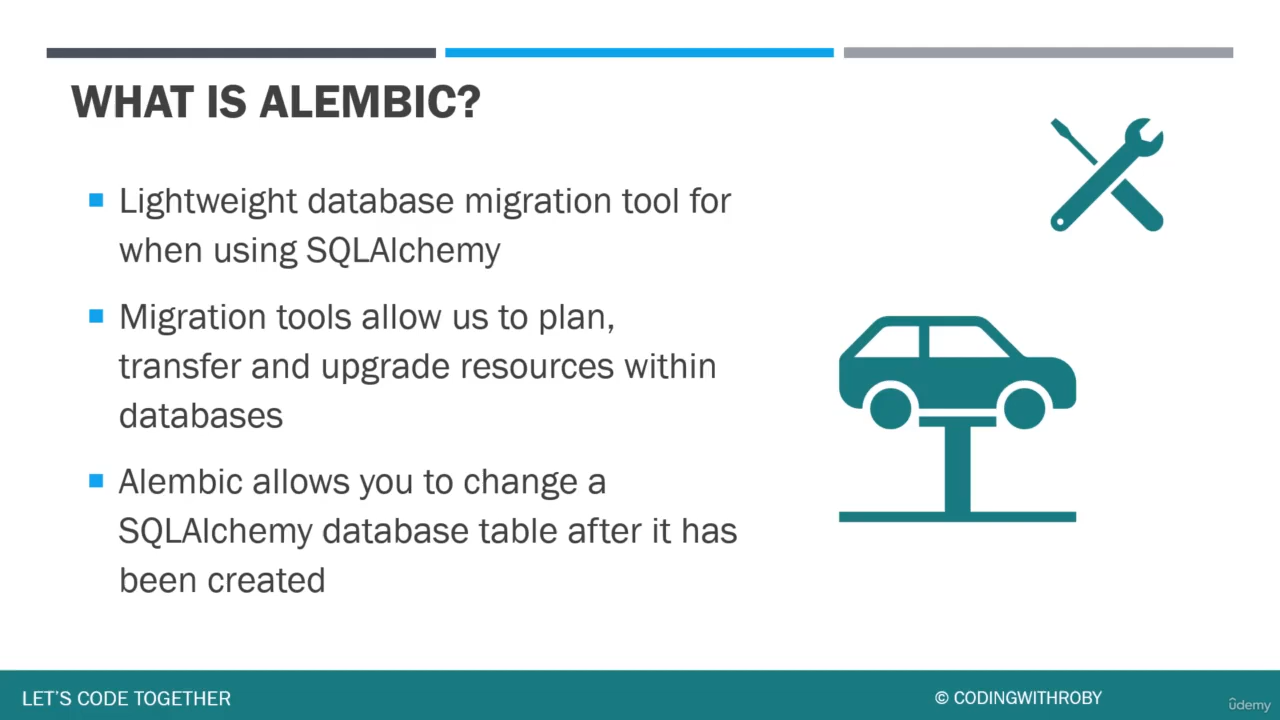 WHAT IS ALEMBIC?
Lightweight database migration tool for
when using SQLAlchemy
Migration tools allow us to plan,
transfer and upgrade resources within
databases
Alembic allows you to change a
SQLAlchemy database table after it has
been created
LET'S CODE TOGETHER
© CODINGWITHROBY
udemy